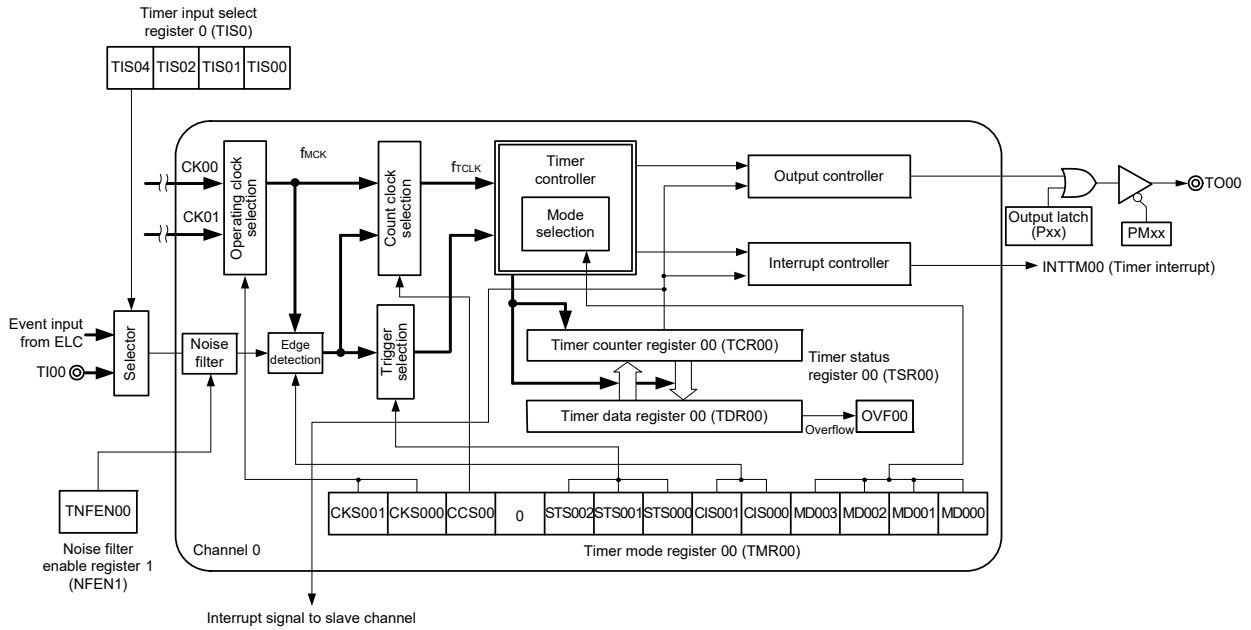 Timer input select
register 0 (TIS0)
TIS04 TIS02 TIS01 TIS00
CK00
CK01
Operating clock
selection
fMCK
Count clock
selection
fTCLK
Timer
controller
Mode
selection
Output controller
Interrupt controller
Output latch
(Pxx)
PMxx
TO00
INTTM00 (Timer interrupt)
Event input
from ELC
TI00
Selector
Noise
filter
Edge
detection
Trigger
selection
Timer counter register 00 (TCR00)
Timer status
register 00 (TSR00)
Timer data register 00 (TDR00)
Overflow
OVF00
TNFEN00
Noise filter
enable register 1
(NFEN1)
CKS001 CKS000 CCS00 0 STS002 STS001 STS000 CIS001 CIS000 MD003 MD002 MD001 MD000
Channel 0
Timer mode register 00 (TMR00)
Interrupt signal to slave channel